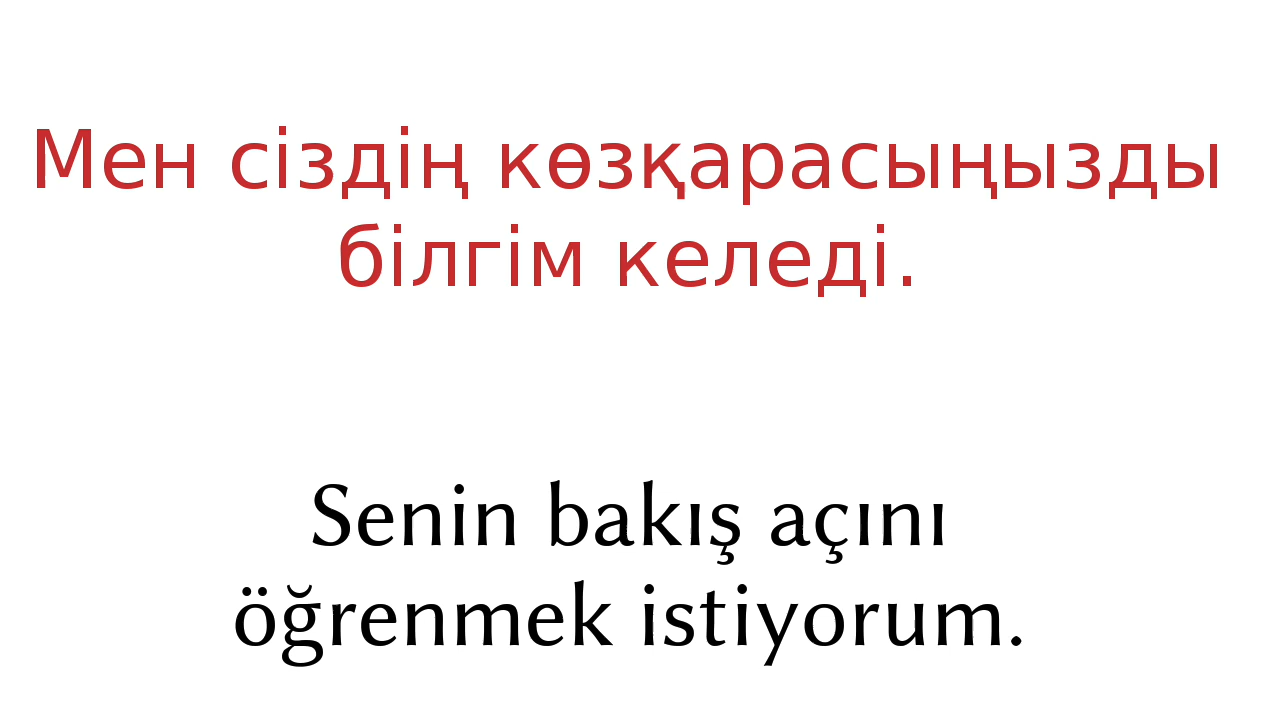 Мен сіздің көзқарасыңызды
білгім келеді.
Senin bakış açını
öğrenmek istiyorum.